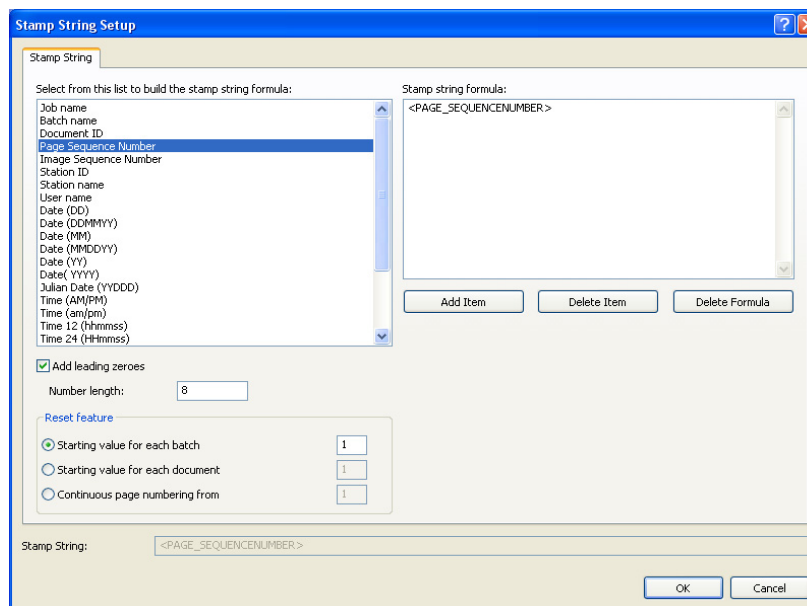 Stamp String Setup
Stamp String
Select from this list to build the stamp string formula:
Job name
Batch name
Document ID
Page Sequence Number
Image Sequence Number
Station ID
Station name
User name
Date (DD)
Date (DDMMYY)
Date (MM)
Date (MMDDYY)
Date (YY)
Date( YYYY)
Julian Date (YYDDD)
Time (AM/PM)
Time (am/pm)
Time 12 (hhmmss)
Time 24 (HHmmss)
Stamp string formula:
<PAGE_SEQUENCENUMBER>
Add Item Delete Item Delete Formula
Add leading zeroes
Number length: 8
Reset feature
Starting value for each batch 1
Starting value for each document 1
Continuous page numbering from 1
Stamp String: <PAGE_SEQUENCENUMBER>
OK Cancel